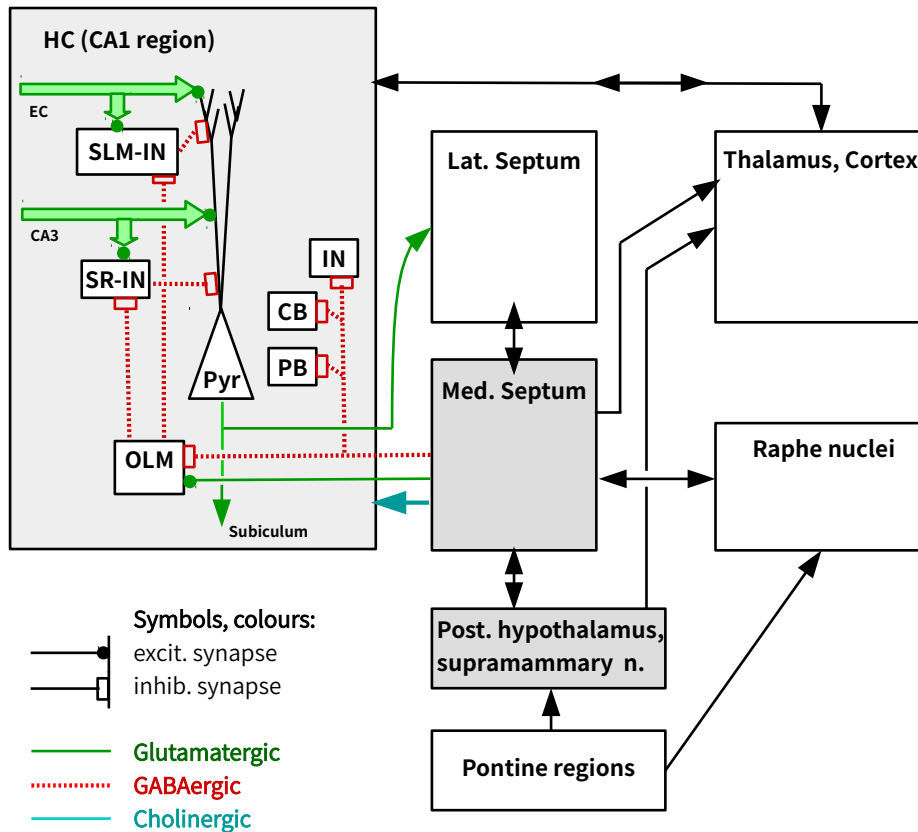 HC (CA1 region)
EC
SLM-IN
Lat. Septum
Thalamus, Cortex
CA3
SR-IN
IN
CB
PB
Pyr
Med. Septum
OLM
Raphe nuclei
Subiculum
Post. hypothalamus,
supramammary n.
Pontine regions
Symbols, colours:
excit. synapse
inhib. synapse
Glutamatergic
GABAergic
Cholinergic